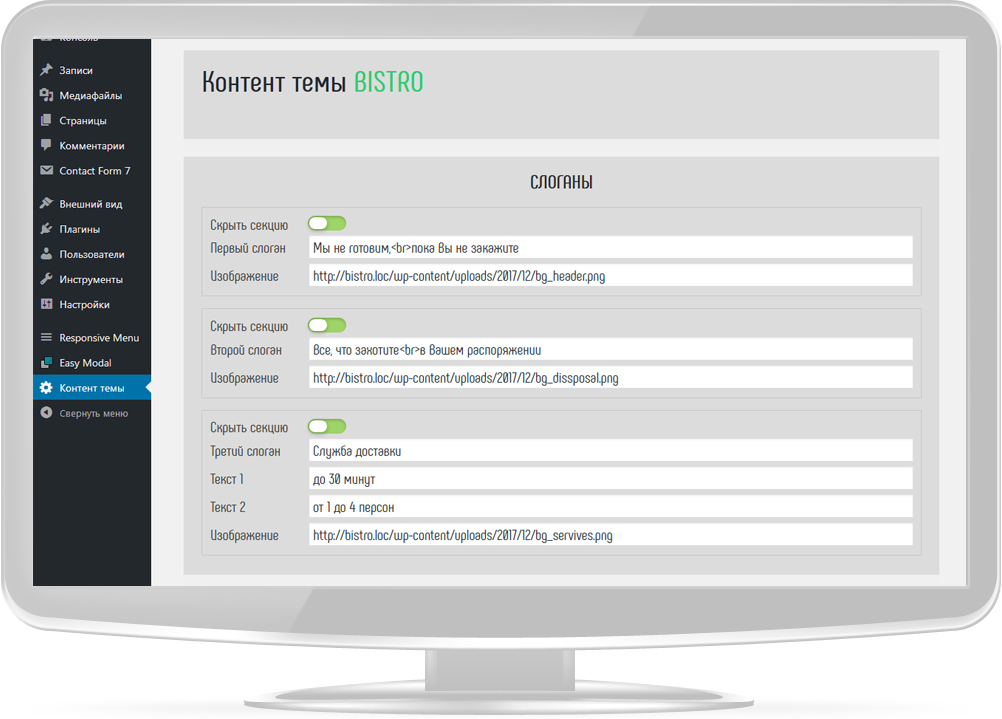 Консоль
Записи
Медиафайлы
Страницы
Комментарии
Contact Form 7
Внешний вид
Плагины
Пользователи
Инструменты
Настройки
Responsive Menu
Easy Modal
Контент темы
Свернуть меню
Контент темы BISTRO
СЛОГАНЫ
Скрыть секцию
Первый слоган Мы не готовим,<br>пока Вы не закажите
Изображение http://bistro.loc/wp-content/uploads/2017/12/bg_header.png
Скрыть секцию
Второй слоган Все, что захотите<br>в Вашем распоряжении
Изображение http://bistro.loc/wp-content/uploads/2017/12/bg_dissposal.png
Скрыть секцию
Третий слоган Служба доставки
Текст 1 до 30 минут
Текст 2 от 1 до 4 персон
Изображение http://bistro.loc/wp-content/uploads/2017/12/bg_servives.png